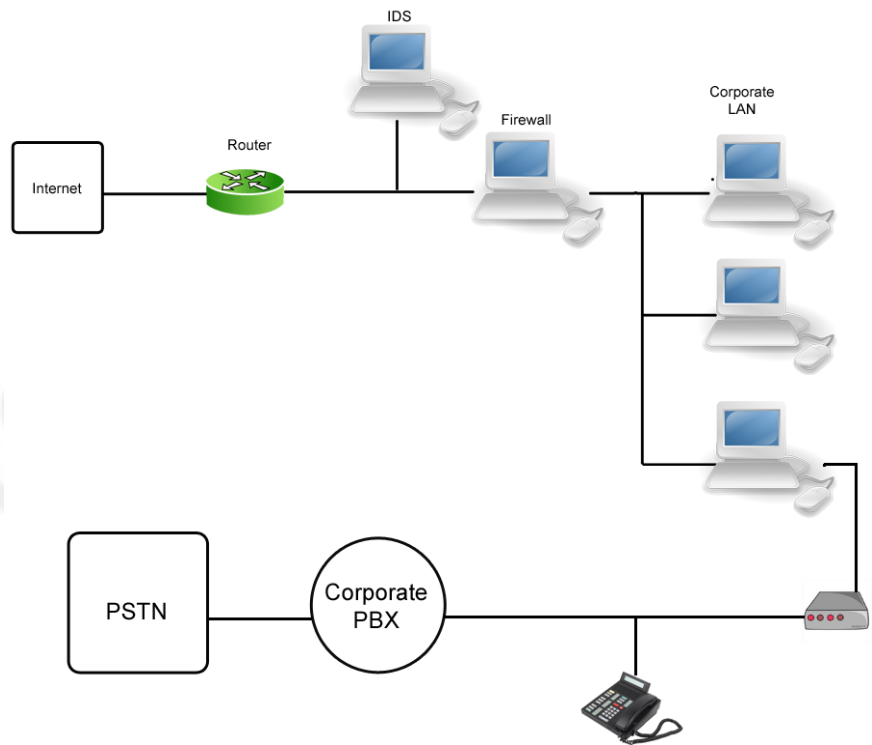 IDS
Corporate
LAN
Firewall
Router
Internet
PSTN
Corporate
PBX